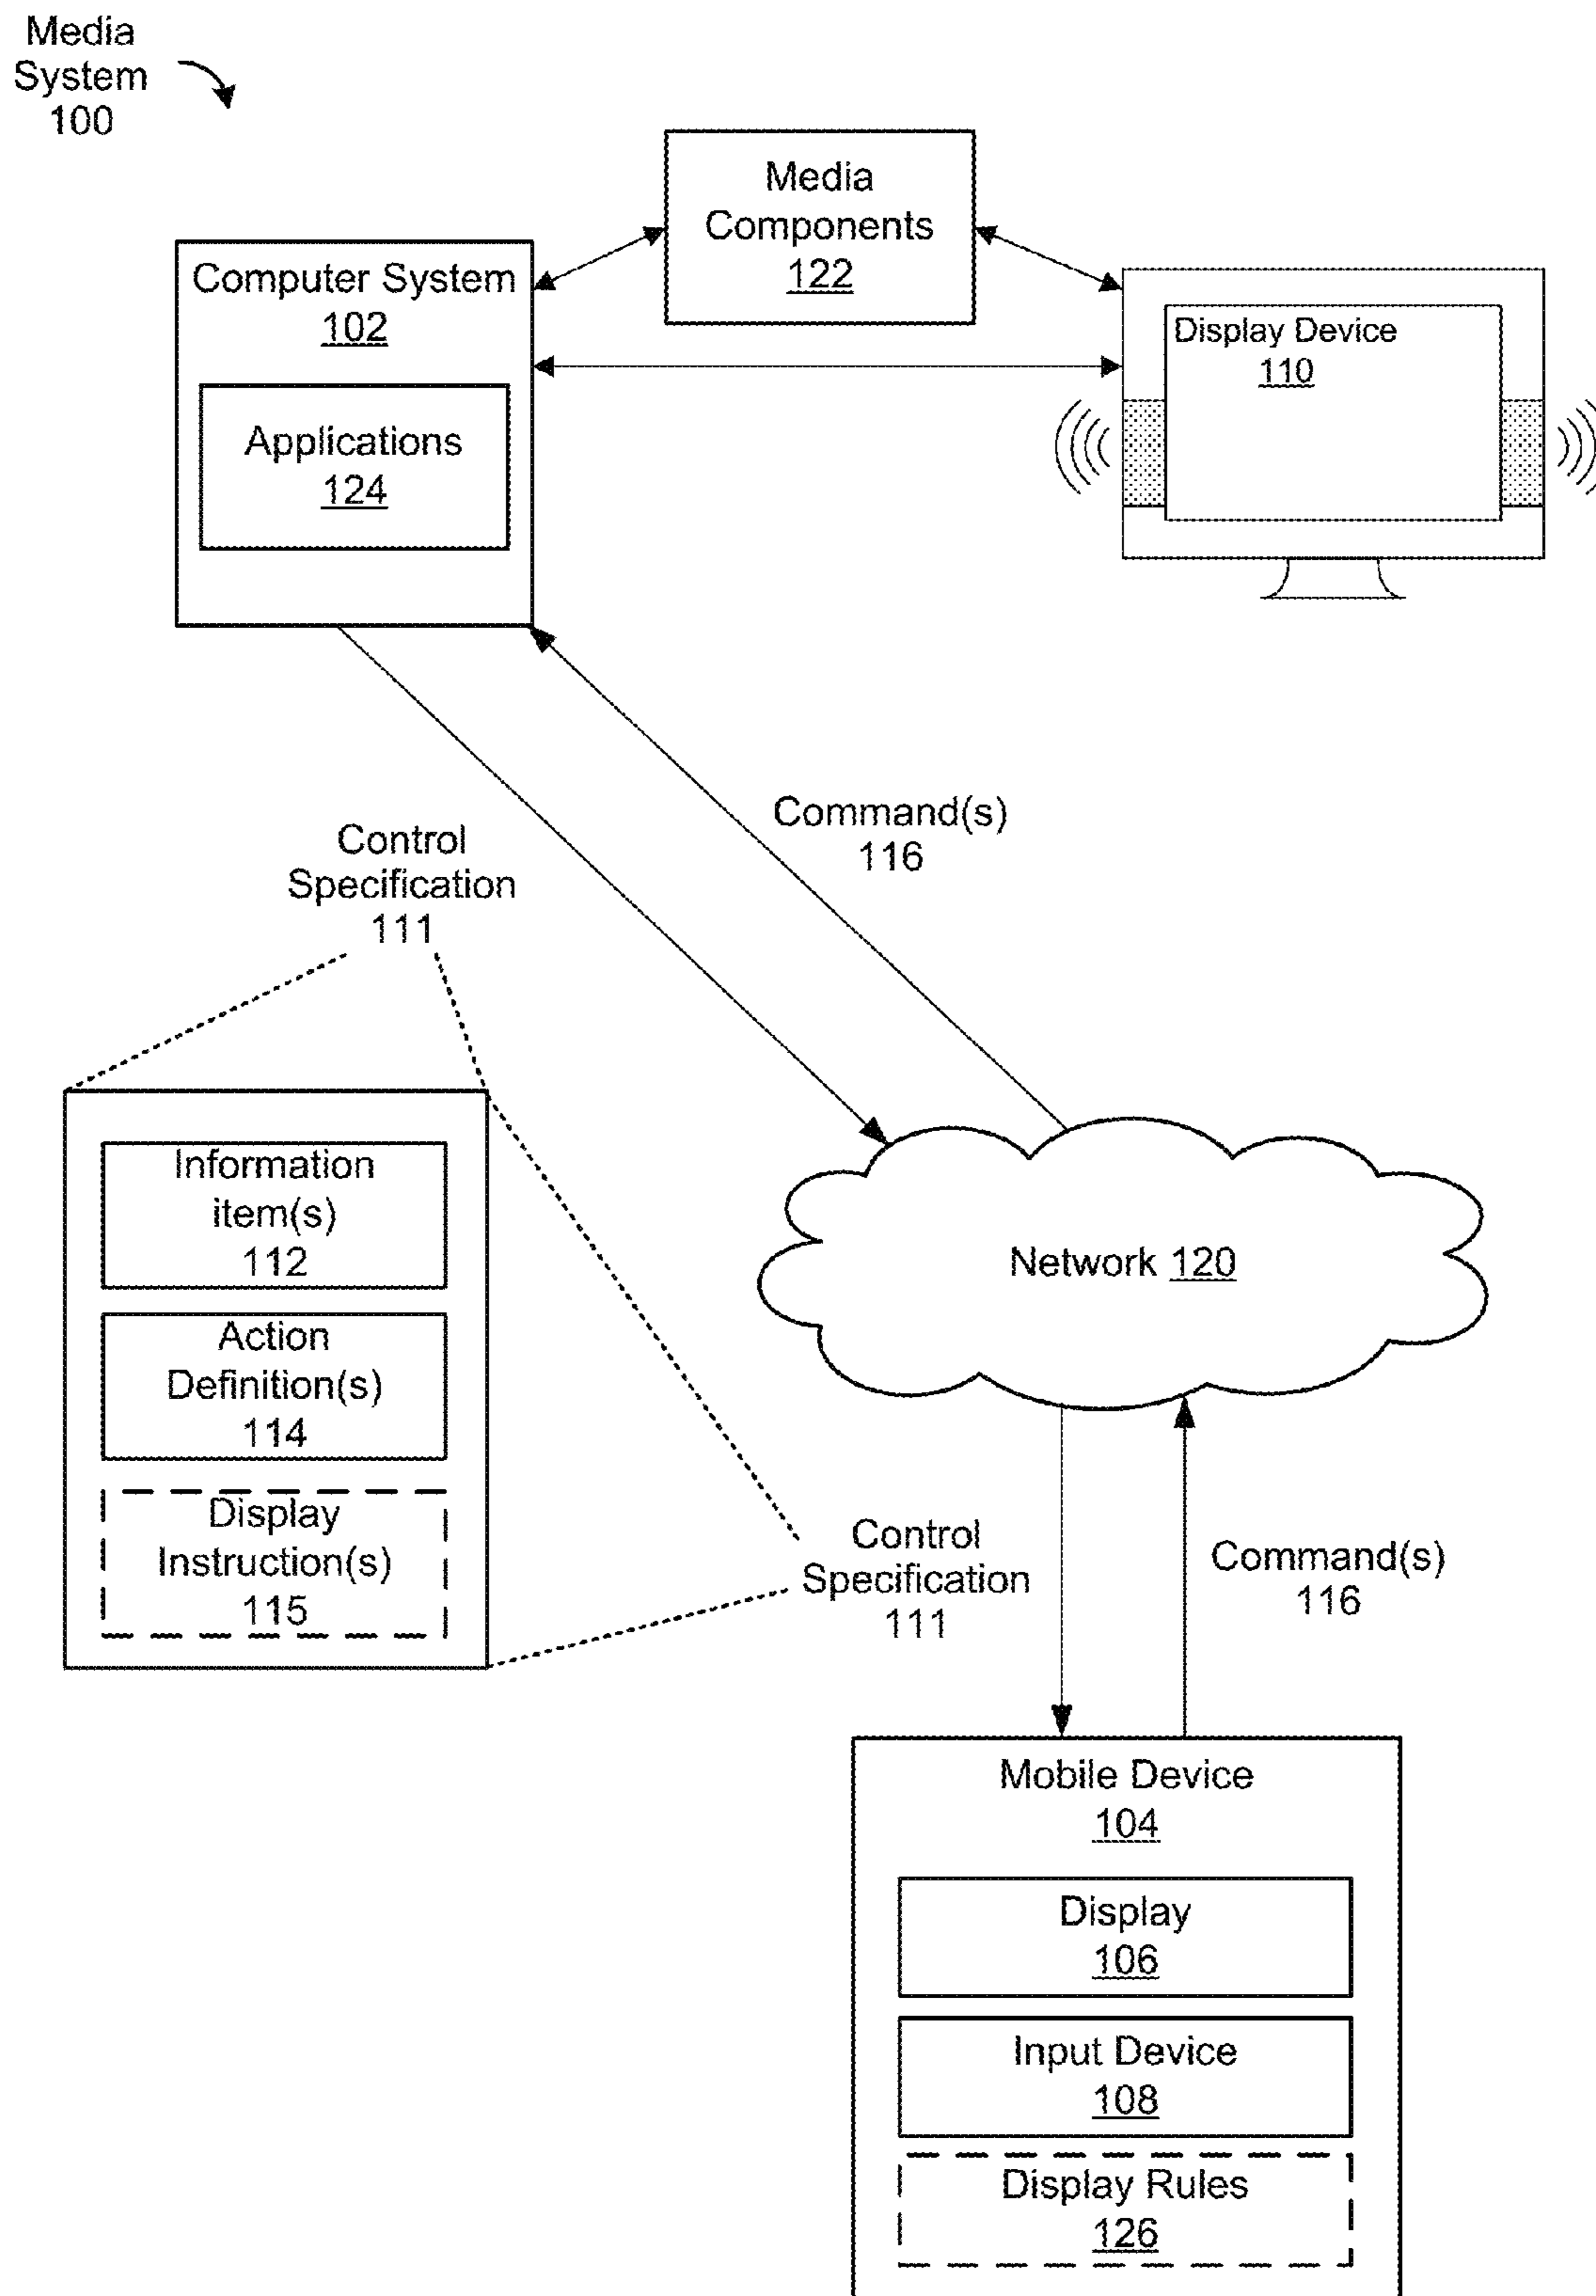 Media
System
100
Media
Components
122
Computer System
102
Applications
124
Display Device
110
Command(s)
116
Control
Specification
111
Information
item(s)
112
Action
Definition(s)
114
Display
Instruction(s)
115
Network 120
Control
Specification
111
Command(s)
116
Mobile Device
104
Display
106
Input Device
108
Display Rules
126